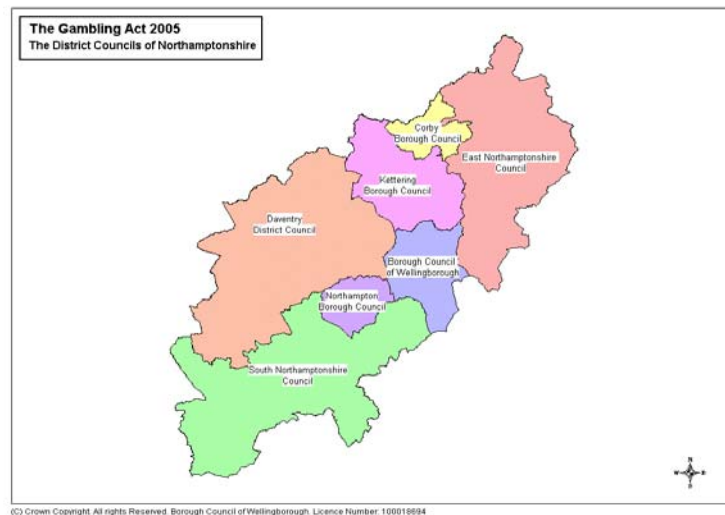 The Gambling Act 2005
The District Councils of Northamptonshire
Corby
Borough Council
East Northamptonshire
Council
Kettering
Borough Council
Daventry
District Council
Borough Council
of Wellingborough
Northampton
Borough Council
South Northamptonshire
Council
N
W
S
(C) Crown Copyright. All rights Reserved. Borough Council of Wellingborough. Licence Number: 100018694